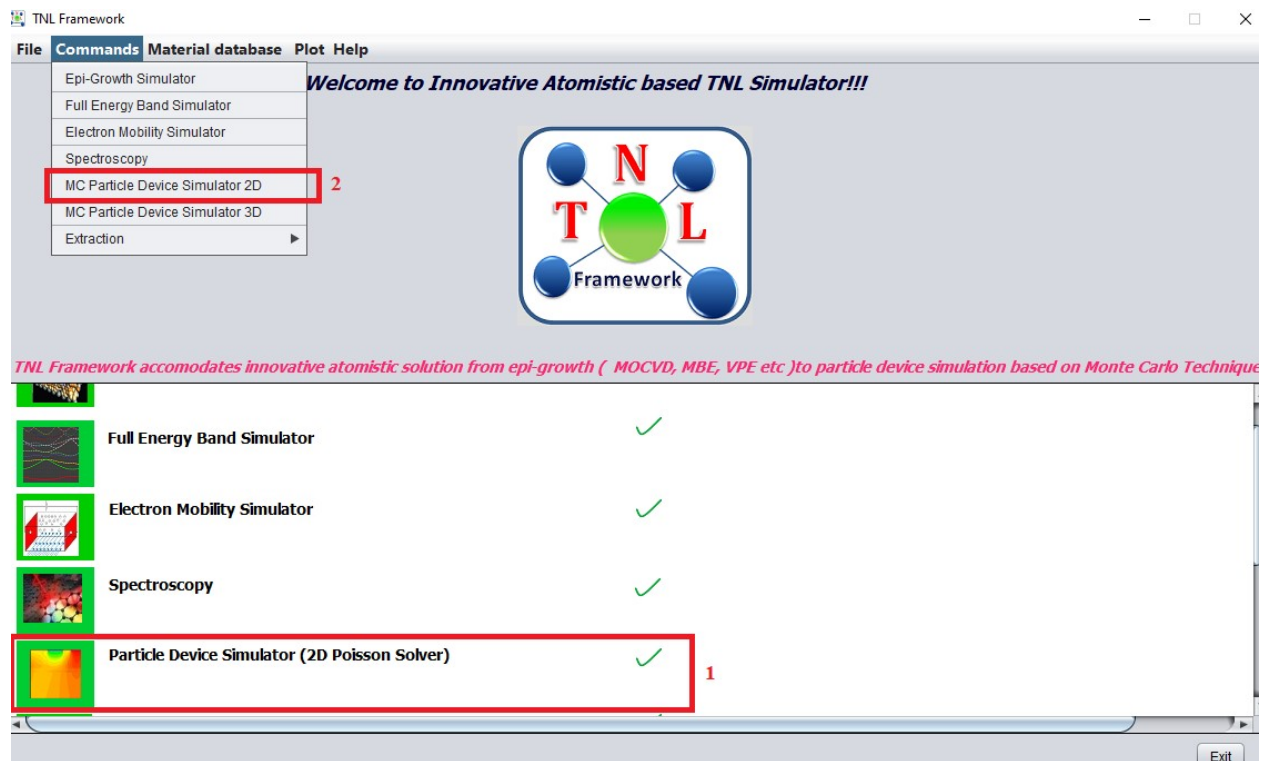 TNL Framework
File Commands Material database Plot Help
Epi-Growth Simulator
Full Energy Band Simulator
Electron Mobility Simulator
Spectroscopy
MC Particle Device Simulator 2D
2
MC Particle Device Simulator 3D
Extraction
Welcome to Innovative Atomistic based TNL Simulator!!!
N
T L
Framework
TNL Framework accomodates innovative atomistic solution from epi-growth ( MOCVD, MBE, VPE etc )to particle device simulation based on Monte Carlo Technique
Full Energy Band Simulator
Electron Mobility Simulator
Spectroscopy
Particle Device Simulator (2D Poisson Solver)
1
Exit